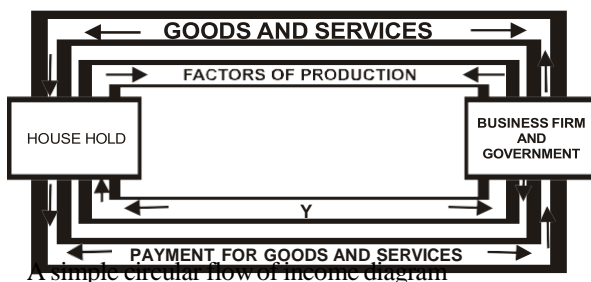 GOODS AND SERVICES
FACTORS OF PRODUCTION
HOUSE HOLD
BUSINESS FIRM
AND
GOVERNMENT
Y
PAYMENT FOR GOODS AND SERVICES
A simple circular flow of income diagram